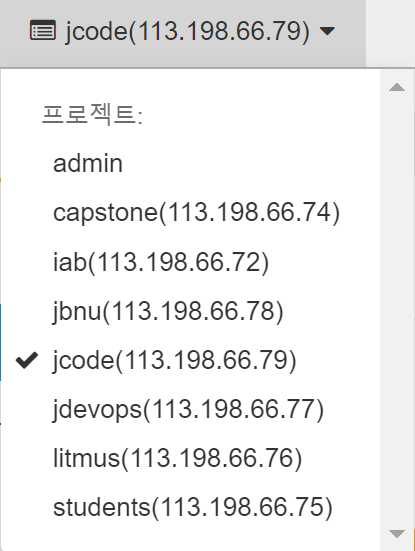 jcode(113.198.66.79)
프로젝트:
admin
capstone(113.198.66.74)
iab(113.198.66.72)
jbnu(113.198.66.78)
jcode(113.198.66.79)
jdevops(113.198.66.77)
litmus(113.198.66.76)
students(113.198.66.75)